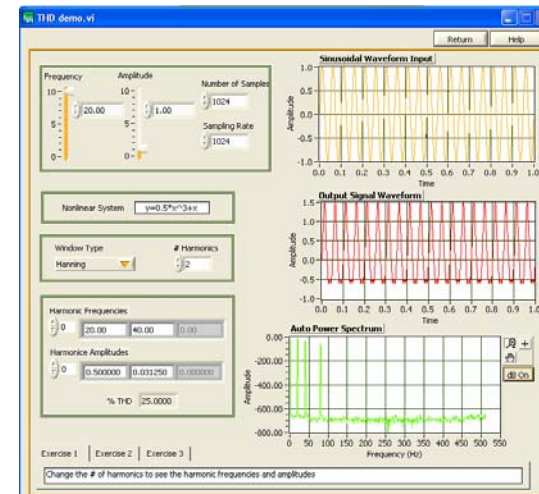 THD demo.vi
Return
Help
Frequency
10-
5-
0-
20.00
Amplitude
10-
5-
0-
1.00
Number of Samples
1024
Sampling Rate
1024
Nonlinear System
y=0.5*x^3+x
Window Type
Hanning
# Harmonics
2
Harmonic Frequencies
0
20.00
40.00
0.00
Harmonice Amplitudes
0
0.500000
0.031250
0.000000
% THD
25.0000
Sinusoidal Waveform Input
Amplitude
1.0-
0.5-
0.0-
-0.5-
-1.0-
0.0 0.1 0.2 0.3 0.4 0.5 0.6 0.7 0.8 0.9 1.0
Time
Output Signal Waveform
Amplitude
1.5-
1.0-
0.5-
0.0-
-0.5-
-1.0-
0.0 0.1 0.2 0.3 0.4 0.5 0.6 0.7 0.8 0.9 1.0
Time
Auto Power Spectrum
Amplitude
0.00-
-200.00-
-400.00-
-600.00-
-800.00-
0 50 100 150 200 250 300 350 400 450 500 550
Frequency (Hz)
dB On
Exercise 1
Exercise 2
Exercise 3
Change the # of harmonics to see the harmonic frequencies and amplitudes